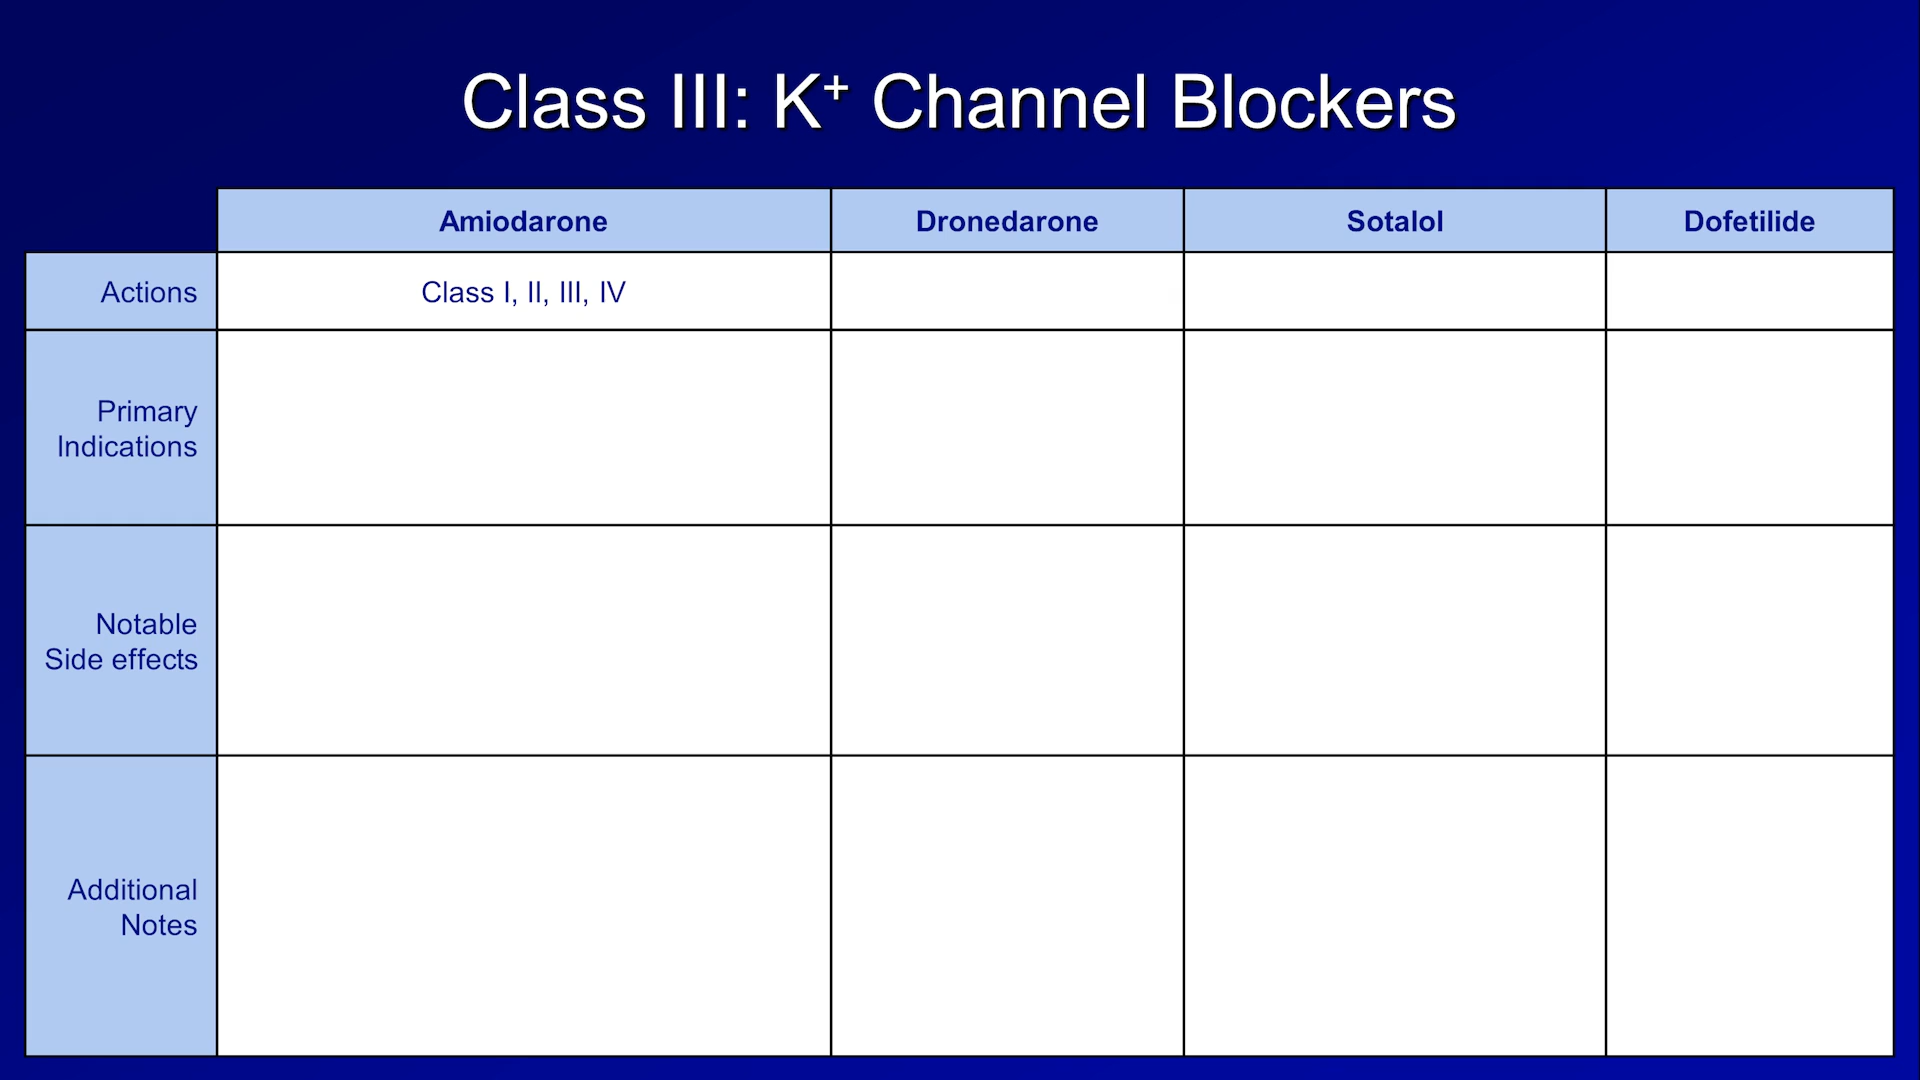 Class III: K⁺ Channel Blockers
Amiodarone Dronedarone Sotalol Dofetilide
Actions Class I, II, III, IV
Primary
Indications
Notable
Side effects
Additional
Notes